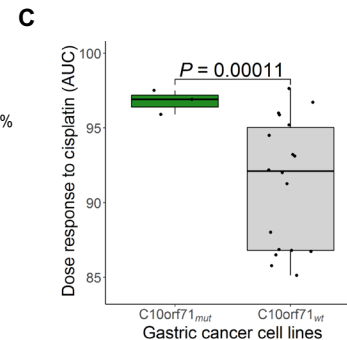 C
%
P = 0.00011
Dose response to cisplatin (AUC)
100
95
90
85
C10orf71mut
C10orf71wt
Gastric cancer cell lines